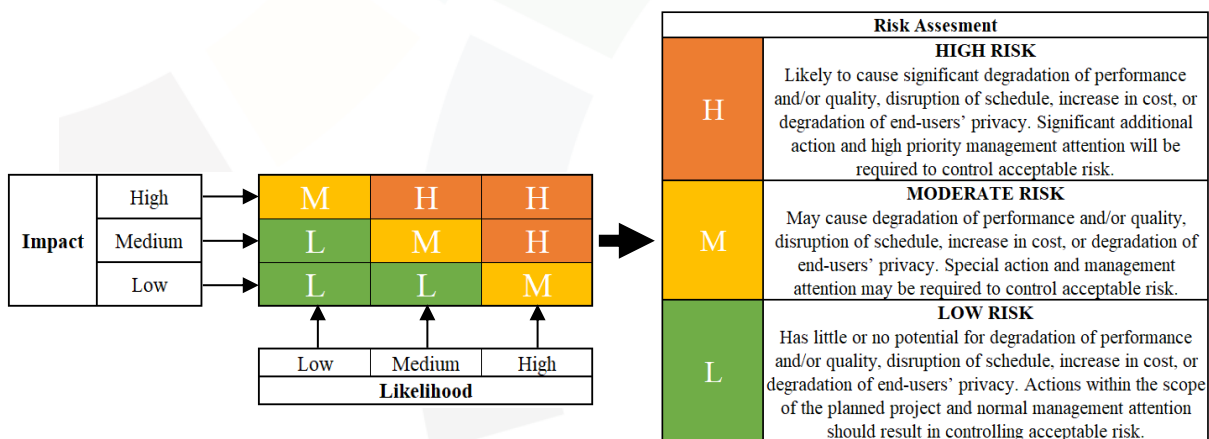 Risk Assesment
H
HIGH RISK
Likely to cause significant degradation of performance
and/or quality, disruption of schedule, increase in cost, or
degradation of end-users’ privacy. Significant additional
action and high priority management attention will be
required to control acceptable risk.
M
MODERATE RISK
May cause degradation of performance and/or quality,
disruption of schedule, increase in cost, or degradation of
end-users’ privacy. Special action and management
attention may be required to control acceptable risk.
L
LOW RISK
Has little or no potential for degradation of performance
and/or quality, disruption of schedule, increase in cost, or
degradation of end-users’ privacy. Actions within the scope
of the planned project and normal management attention
should result in controlling acceptable risk.
Impact
High M H H
Medium L M H
Low L L M
Low Medium High
Likelihood